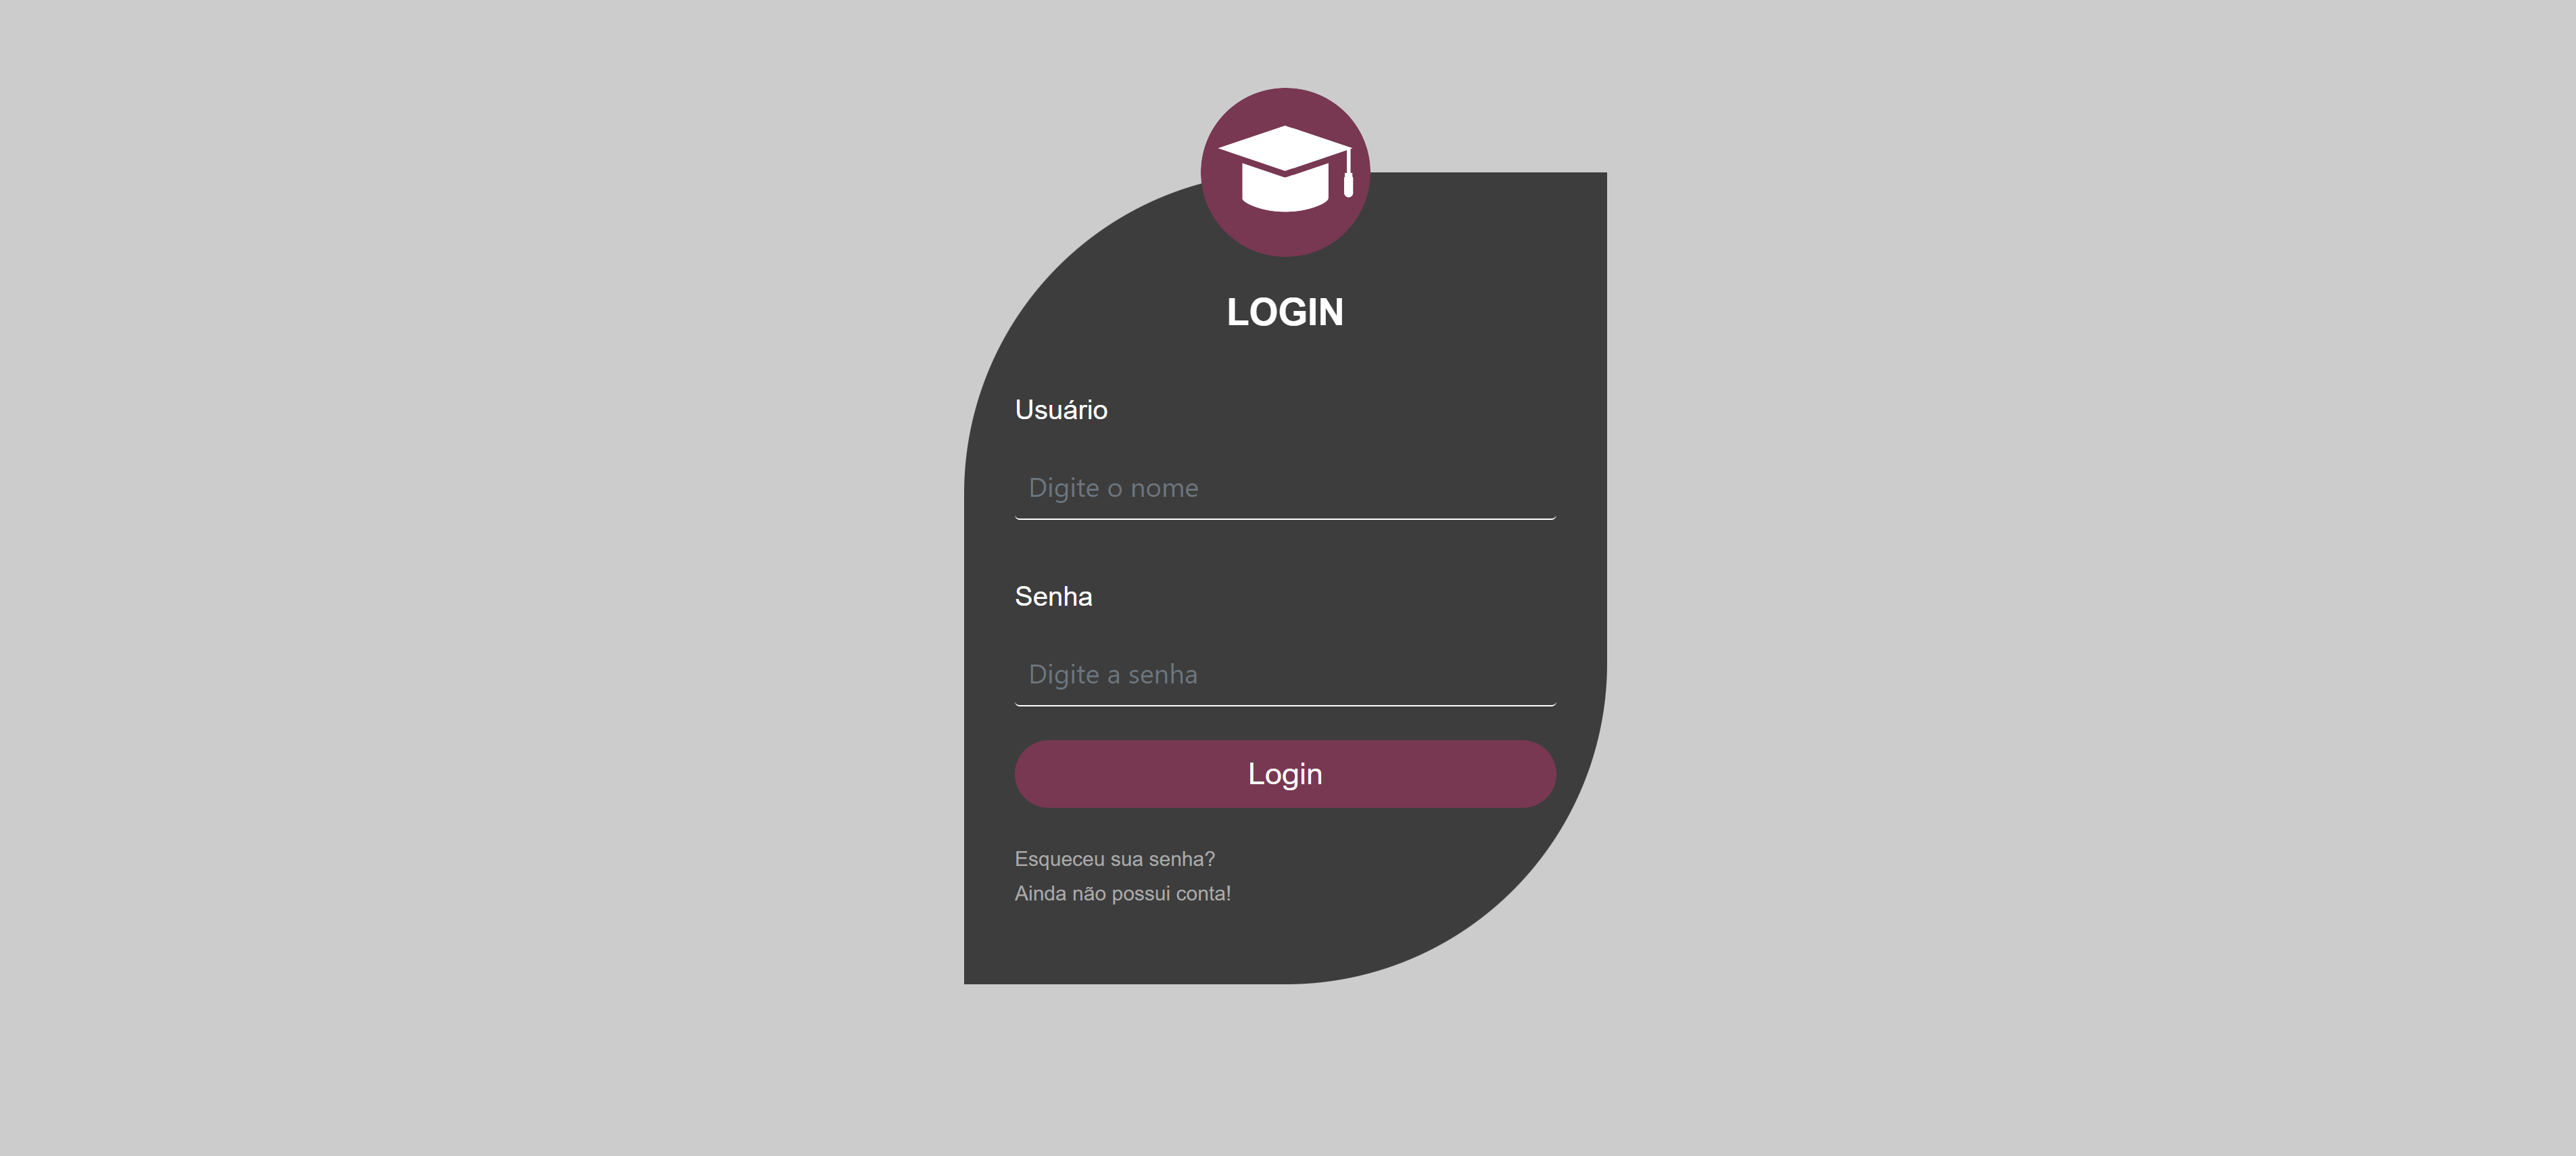 LOGIN
Usuário
Digite o nome
Senha
Digite a senha
Login
Esqueceu sua senha?
Ainda não possui conta!